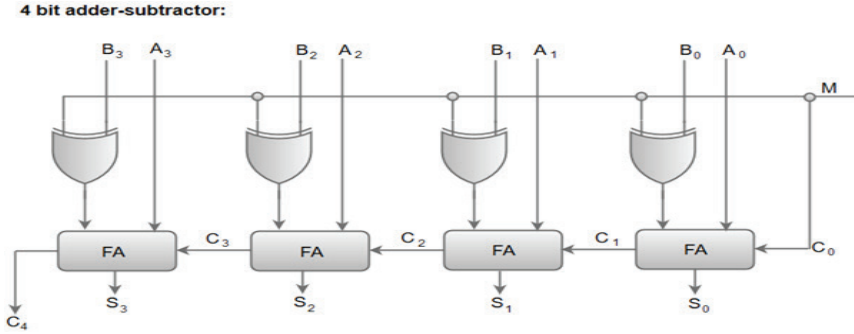 4 bit adder-subtractor:
B₃ A₃ B₂ A₂ B₁ A₁ B₀ A₀
M
FA C₃ FA C₂ FA C₁ FA C₀
S₃ S₂ S₁ S₀
C₄